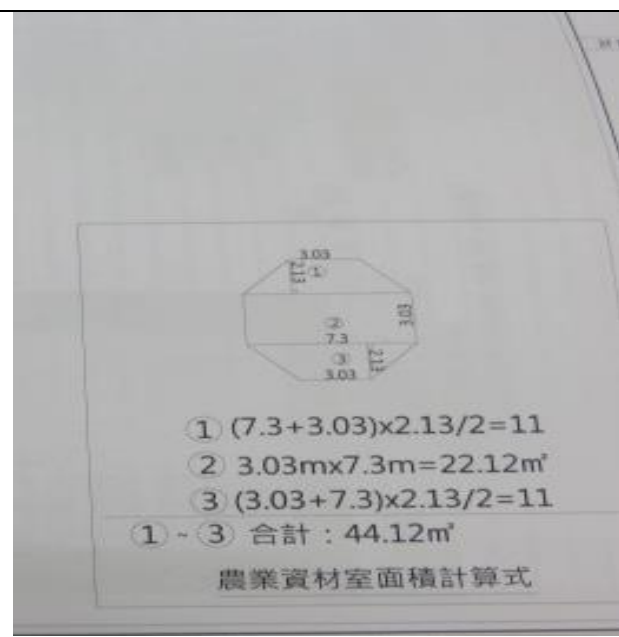 3.03
2.13
①
②
3.03
7.3
③
2.13
3.03
① (7.3+3.03)x2.13/2=11
② 3.03mx7.3m=22.12㎡
③ (3.03+7.3)x2.13/2=11
①~③ 合計：44.12㎡
農業資材室面積計算式